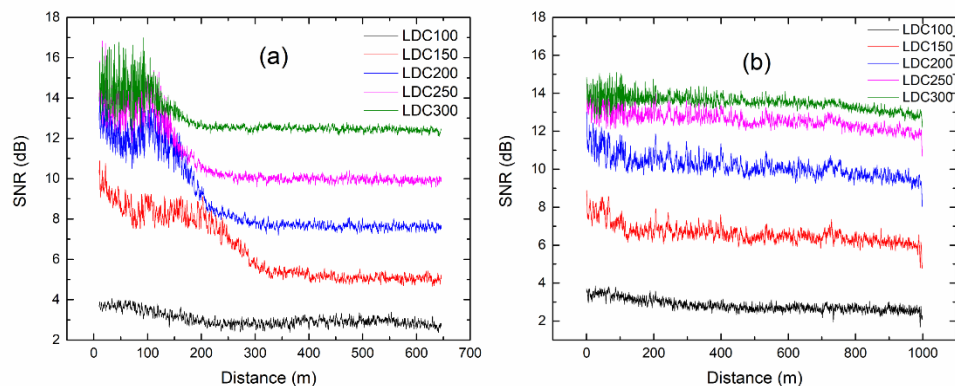 18
16
14
12
10
8
6
4
2
SNR (dB)
(a)
LDC100
LDC150
LDC200
LDC250
LDC300
0 100 200 300 400 500 600 700
Distance (m)
18
16
14
12
10
8
6
4
2
SNR (dB)
(b)
LDC100
LDC150
LDC200
LDC250
LDC300
0 200 400 600 800 1000
Distance (m)